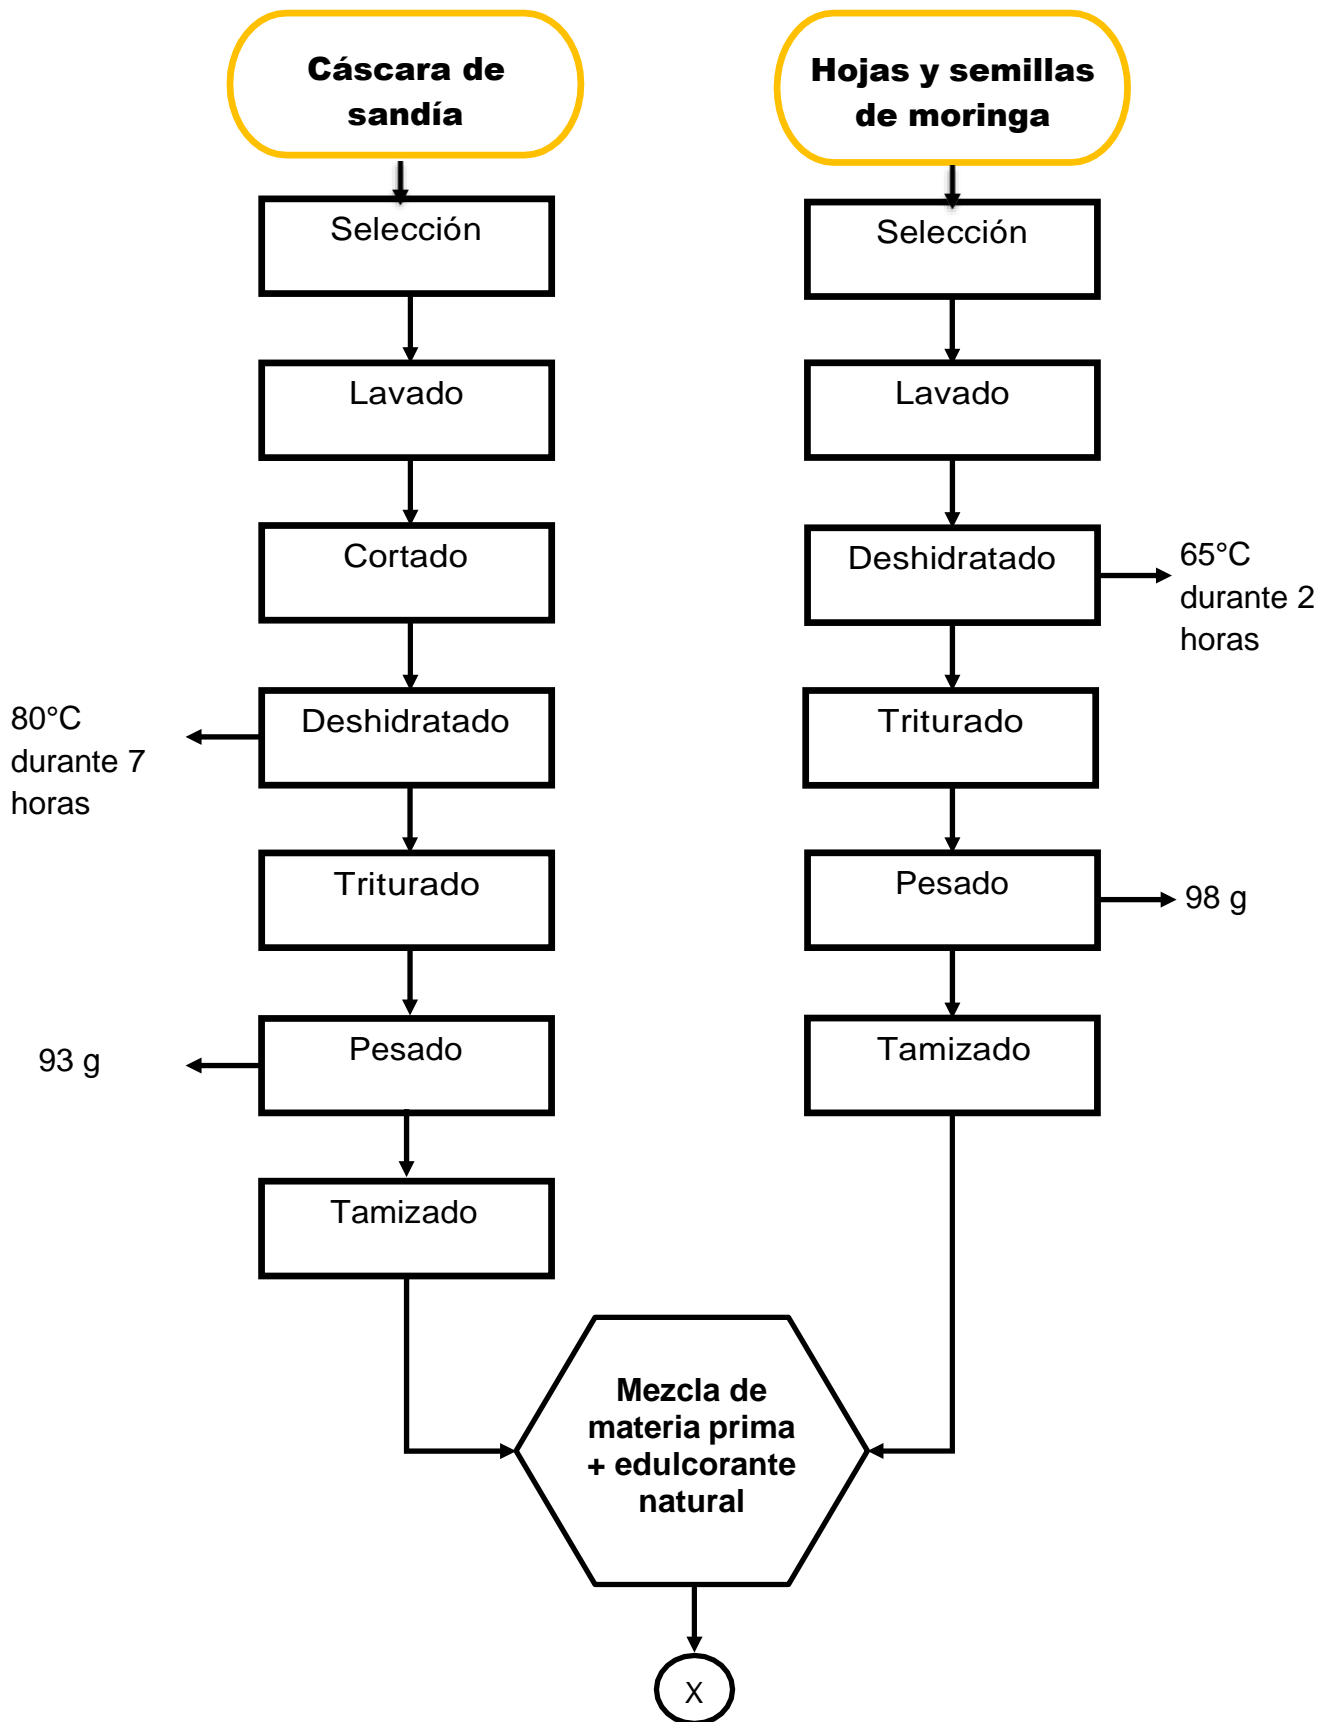 Cáscara de
sandía
Selección
Lavado
Cortado
Deshidratado
80°C
durante 7
horas
Triturado
Pesado
93 g
Tamizado
Hojas y semillas
de moringa
Selección
Lavado
Deshidratado
65°C
durante 2
horas
Triturado
Pesado
98 g
Tamizado
Mezcla de
materia prima
+ edulcorante
natural
X